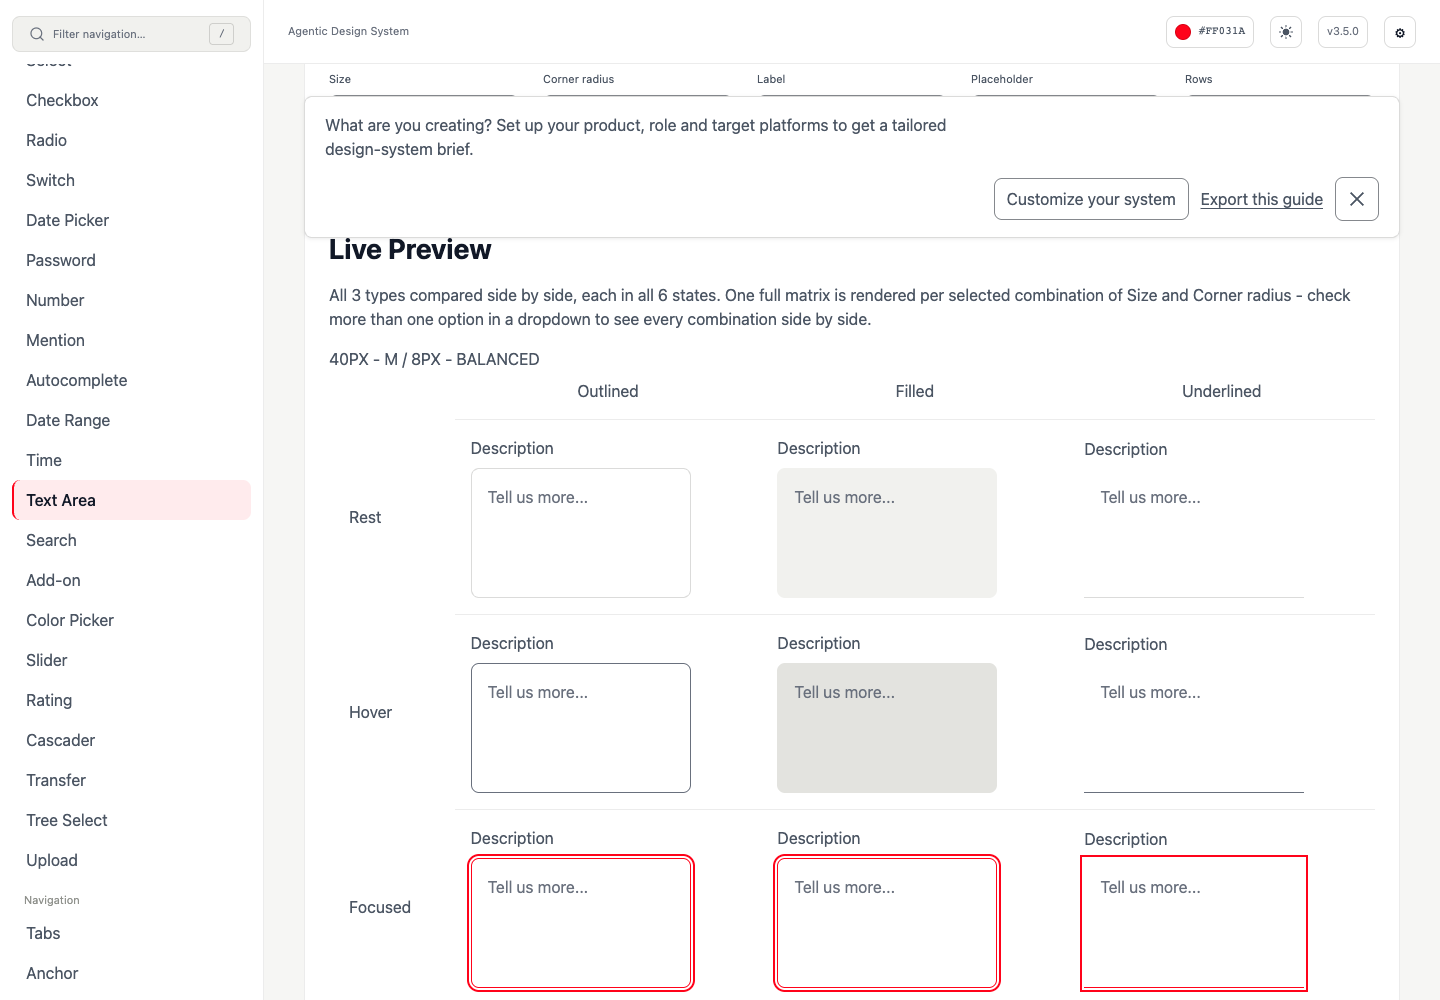 Filter navigation...
/
Select
Checkbox
Radio
Switch
Date Picker
Password
Number
Mention
Autocomplete
Date Range
Time
Text Area
Search
Add-on
Color Picker
Slider
Rating
Cascader
Transfer
Tree Select
Upload
Navigation
Tabs
Anchor
Agentic Design System
#FF031A
v3.5.0
Size
Corner radius
Label
Placeholder
Rows
What are you creating? Set up your product, role and target platforms to get a tailored
design-system brief.
Customize your system
Export this guide
Live Preview
All 3 types compared side by side, each in all 6 states. One full matrix is rendered per selected combination of Size and Corner radius - check
more than one option in a dropdown to see every combination side by side.
40PX - M / 8PX - BALANCED
Outlined
Filled
Underlined
Rest
Description
Tell us more...
Description
Tell us more...
Description
Tell us more...
Hover
Description
Tell us more...
Description
Tell us more...
Description
Tell us more...
Focused
Description
Tell us more...
Description
Tell us more...
Description
Tell us more...